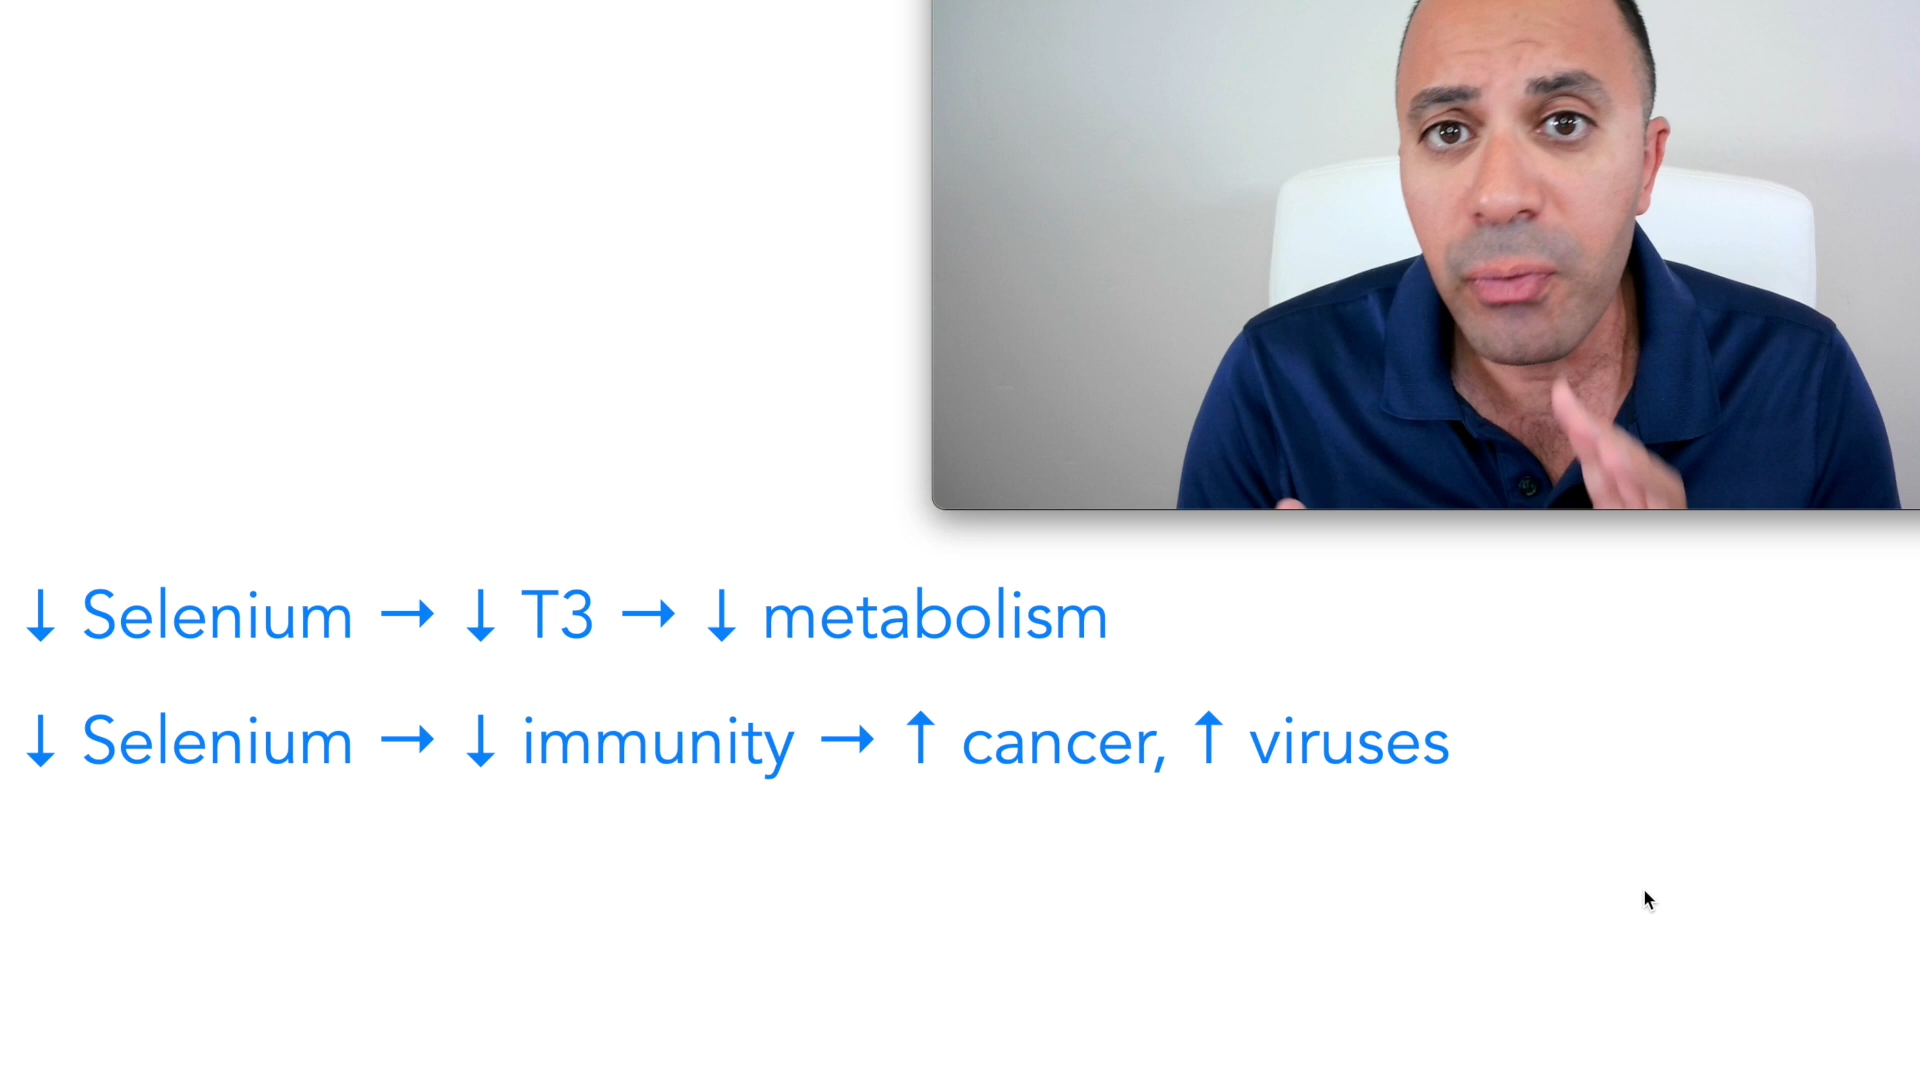 ↓ Selenium → ↓ T3 → ↓ metabolism
↓ Selenium → ↓ immunity → ↑ cancer, ↑ viruses